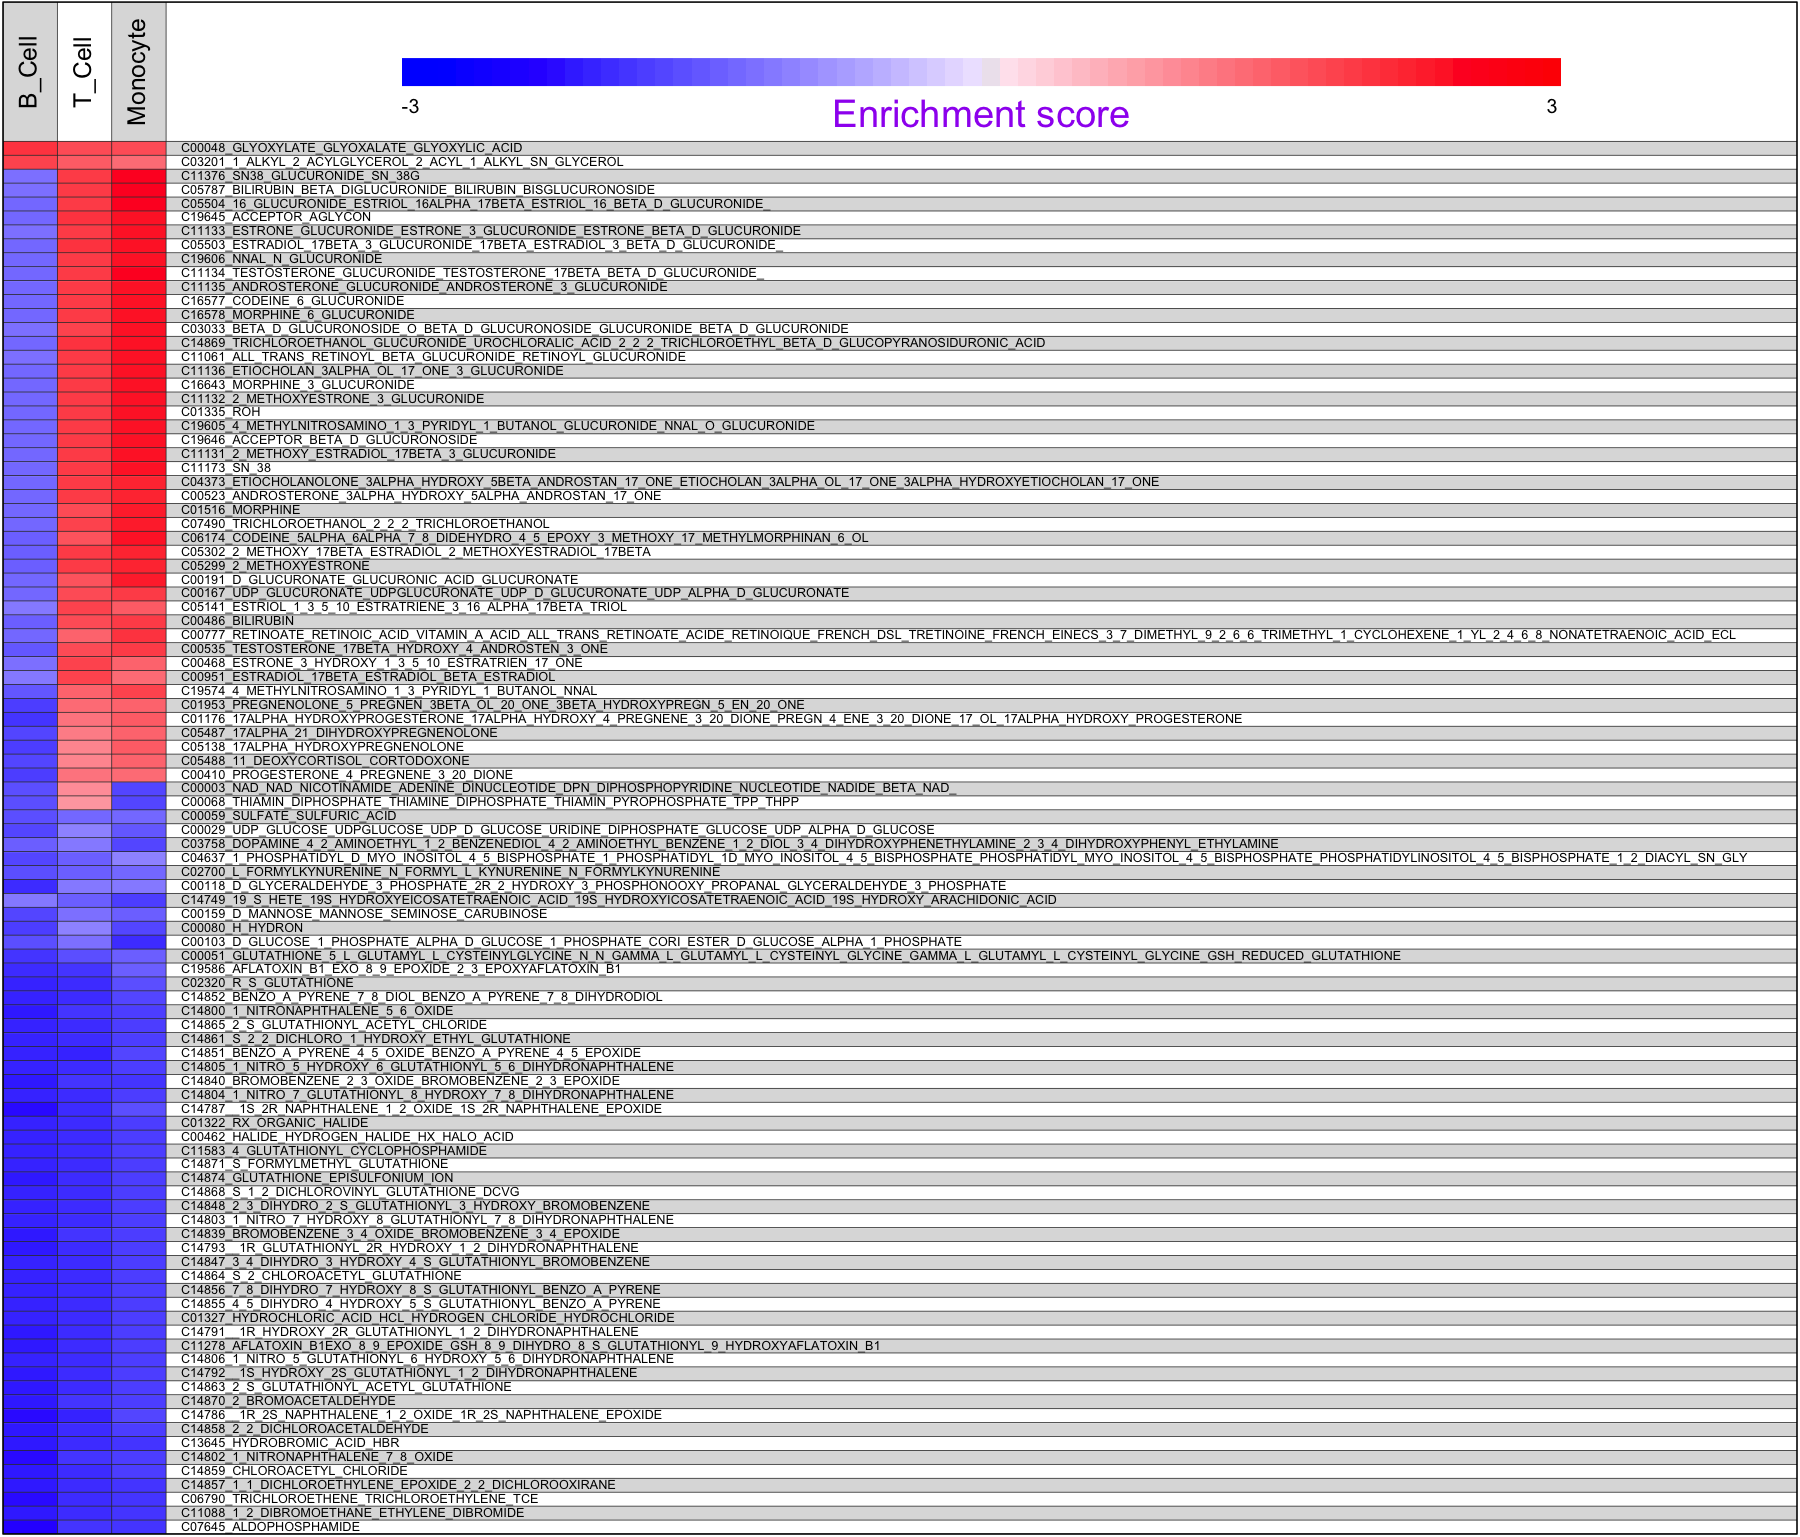 B_Cell
T_Cell
Monocyte
-3
3
Enrichment score
C00048_GLYOXYLATE_GLYOXALATE_GLYOXYLIC_ACID
C03201_1_ALKYL_2_ACYLGLYCEROL_2_ACYL_1_ALKYL_SN_GLYCEROL
C11376_SN38_GLUCURONIDE_SN_38G
C05787_BILIRUBIN_BETA_DIGLUCURONIDE_BILIRUBIN_BISGLUCURONOSIDE
C05504_16_GLUCURONIDE_ESTRIOL_16ALPHA_17BETA_ESTRIOL_16_BETA_D_GLUCURONIDE_
C19645_ACCEPTOR_AGLYCON
C11133_ESTRONE_GLUCURONIDE_ESTRONE_3_GLUCURONIDE_ESTRONE_BETA_D_GLUCURONIDE
C05503_ESTRADIOL_17BETA_3_GLUCURONIDE_17BETA_ESTRADIOL_3_BETA_D_GLUCURONIDE_
C19606_NNAL_N_GLUCURONIDE
C11134_TESTOSTERONE_GLUCURONIDE_TESTOSTERONE_17BETA_BETA_D_GLUCURONIDE_
C11135_ANDROSTERONE_GLUCURONIDE_ANDROSTERONE_3_GLUCURONIDE
C16577_CODEINE_6_GLUCURONIDE
C16578_MORPHINE_6_GLUCURONIDE
C03033_BETA_D_GLUCURONOSIDE_O_BETA_D_GLUCURONOSIDE_GLUCURONIDE_BETA_D_GLUCURONIDE
C14869_TRICHLOROETHANOL_GLUCURONIDE_UROCHLORALIC_ACID_2_2_2_TRICHLOROETHYL_BETA_D_GLUCOPYRANOSIDURONIC_ACID
C11061_ALL_TRANS_RETINOYL_BETA_GLUCURONIDE_RETINOYL_GLUCURONIDE
C11136_ETIOCHOLAN_3ALPHA_OL_17_ONE_3_GLUCURONIDE
C16643_MORPHINE_3_GLUCURONIDE
C11132_2_METHOXYESTRONE_3_GLUCURONIDE
C01335_ROH
C19605_4_METHYLNITROSAMINO_1_3_PYRIDYL_1_BUTANOL_GLUCURONIDE_NNAL_O_GLUCURONIDE
C19646_ACCEPTOR_BETA_D_GLUCURONOSIDE
C11131_2_METHOXY_ESTRADIOL_17BETA_3_GLUCURONIDE
C11173_SN_38
C04373_ETIOCHOLANOLONE_3ALPHA_HYDROXY_5BETA_ANDROSTAN_17_ONE_ETIOCHOLAN_3ALPHA_OL_17_ONE_3ALPHA_HYDROXYETIOCHOLAN_17_ONE
C00523_ANDROSTERONE_3ALPHA_HYDROXY_5ALPHA_ANDROSTAN_17_ONE
C01516_MORPHINE
C07490_TRICHLOROETHANOL_2_2_2_TRICHLOROETHANOL
C06174_CODEINE_5ALPHA_6ALPHA_7_8_DIDEHYDRO_4_5_EPOXY_3_METHOXY_17_METHYLMORPHINAN_6_OL
C05302_2_METHOXY_17BETA_ESTRADIOL_2_METHOXYESTRADIOL_17BETA
C05299_2_METHOXYESTRONE
C00191_D_GLUCURONATE_GLUCURONIC_ACID_GLUCURONATE
C00167_UDP_GLUCURONATE_UDPGLUCURONATE_UDP_D_GLUCURONATE_UDP_ALPHA_D_GLUCURONATE
C05141_ESTRIOL_1_3_5_10_ESTRATRIENE_3_16_ALPHA_17BETA_TRIOL
C00486_BILIRUBIN
C00777_RETINOATE_RETINOIC_ACID_VITAMIN_A_ACID_ALL_TRANS_RETINOATE_ACIDE_RETINOIQUE_FRENCH_DSL_TRETINOINE_FRENCH_EINECS_3_7_DIMETHYL_9_2_6_6_TRIMETHYL_1_CYCLOHEXENE_1_YL_2_4_6_8_NONATETRAENOIC_ACID_ECL
C00535_TESTOSTERONE_17BETA_HYDROXY_4_ANDROSTEN_3_ONE
C00468_ESTRONE_3_HYDROXY_1_3_5_10_ESTRATRIEN_17_ONE
C00951_ESTRADIOL_17BETA_ESTRADIOL_BETA_ESTRADIOL
C19574_4_METHYLNITROSAMINO_1_3_PYRIDYL_1_BUTANOL_NNAL
C01953_PREGNENOLONE_5_PREGNEN_3BETA_OL_20_ONE_3BETA_HYDROXYPREGN_5_EN_20_ONE
C01176_17ALPHA_HYDROXYPROGESTERONE_17ALPHA_HYDROXY_4_PREGNENE_3_20_DIONE_PREGN_4_ENE_3_20_DIONE_17_OL_17ALPHA_HYDROXY_PROGESTERONE
C05487_17ALPHA_21_DIHYDROXYPREGNENOLONE
C05138_17ALPHA_HYDROXYPREGNENOLONE
C05488_11_DEOXYCORTISOL_CORTODOXONE
C00410_PROGESTERONE_4_PREGNENE_3_20_DIONE
C00003_NAD_NAD_NICOTINAMIDE_ADENINE_DINUCLEOTIDE_DPN_DIPHOSPHOPYRIDINE_NUCLEOTIDE_NADIDE_BETA_NAD_
C00068_THIAMIN_DIPHOSPHATE_THIAMINE_DIPHOSPHATE_THIAMIN_PYROPHOSPHATE_TPP_THPP
C00059_SULFATE_SULFURIC_ACID
C00029_UDP_GLUCOSE_UDPGLUCOSE_UDP_D_GLUCOSE_URIDINE_DIPHOSPHATE_GLUCOSE_UDP_ALPHA_D_GLUCOSE
C03758_DOPAMINE_4_2_AMINOETHYL_1_2_BENZENEDIOL_4_2_AMINOETHYL_BENZENE_1_2_DIOL_3_4_DIHYDROXYPHENETHYLAMINE_2_3_4_DIHYDROXYPHENYL_ETHYLAMINE
C04637_1_PHOSPHATIDYL_D_MYO_INOSITOL_4_5_BISPHOSPHATE_1_PHOSPHATIDYL_1D_MYO_INOSITOL_4_5_BISPHOSPHATE_PHOSPHATIDYL_MYO_INOSITOL_4_5_BISPHOSPHATE_PHOSPHATIDYLINOSITOL_4_5_BISPHOSPHATE_1_2_DIACYL_SN_GLY
C02700_L_FORMYLKYNURENINE_N_FORMYL_L_KYNURENINE_N_FORMYLKYNURENINE
C00118_D_GLYCERALDEHYDE_3_PHOSPHATE_2R_2_HYDROXY_3_PHOSPHONOOXY_PROPANAL_GLYCERALDEHYDE_3_PHOSPHATE
C14749_19_S_HETE_19S_HYDROXYEICOSATETRAENOIC_ACID_19S_HYDROXYICOSATETRAENOIC_ACID_19S_HYDROXY_ARACHIDONIC_ACID
C00159_D_MANNOSE_MANNOSE_SEMINOSE_CARUBINOSE
C00080_H_HYDRON
C00103_D_GLUCOSE_1_PHOSPHATE_ALPHA_D_GLUCOSE_1_PHOSPHATE_CORI_ESTER_D_GLUCOSE_ALPHA_1_PHOSPHATE
C00051_GLUTATHIONE_5_L_GLUTAMYL_L_CYSTEINYLGLYCINE_N_N_GAMMA_L_GLUTAMYL_L_CYSTEINYL_GLYCINE_GAMMA_L_GLUTAMYL_L_CYSTEINYL_GLYCINE_GSH_REDUCED_GLUTATHIONE
C19586_AFLATOXIN_B1_EXO_8_9_EPOXIDE_2_3_EPOXYAFLATOXIN_B1
C02320_R_S_GLUTATHIONE
C14852_BENZO_A_PYRENE_7_8_DIOL_BENZO_A_PYRENE_7_8_DIHYDRODIOL
C14800_1_NITRONAPHTHALENE_5_6_OXIDE
C14865_2_S_GLUTATHIONYL_ACETYL_CHLORIDE
C14861_S_2_2_DICHLORO_1_HYDROXY_ETHYL_GLUTATHIONE
C14851_BENZO_A_PYRENE_4_5_OXIDE_BENZO_A_PYRENE_4_5_EPOXIDE
C14805_1_NITRO_5_HYDROXY_6_GLUTATHIONYL_5_6_DIHYDRONAPHTHALENE
C14840_BROMOBENZENE_2_3_OXIDE_BROMOBENZENE_2_3_EPOXIDE
C14804_1_NITRO_7_GLUTATHIONYL_8_HYDROXY_7_8_DIHYDRONAPHTHALENE
C14787__1S_2R_NAPHTHALENE_1_2_OXIDE_1S_2R_NAPHTHALENE_EPOXIDE
C01322_RX_ORGANIC_HALIDE
C00462_HALIDE_HYDROGEN_HALIDE_HX_HALO_ACID
C11583_4_GLUTATHIONYL_CYCLOPHOSPHAMIDE
C14871_S_FORMYLMETHYL_GLUTATHIONE
C14874_GLUTATHIONE_EPISULFONIUM_ION
C14868_S_1_2_DICHLOROVINYL_GLUTATHIONE_DCVG
C14848_2_3_DIHYDRO_2_S_GLUTATHIONYL_3_HYDROXY_BROMOBENZENE
C14803_1_NITRO_7_HYDROXY_8_GLUTATHIONYL_7_8_DIHYDRONAPHTHALENE
C14839_BROMOBENZENE_3_4_OXIDE_BROMOBENZENE_3_4_EPOXIDE
C14793__1R_GLUTATHIONYL_2R_HYDROXY_1_2_DIHYDRONAPHTHALENE
C14847_3_4_DIHYDRO_3_HYDROXY_4_S_GLUTATHIONYL_BROMOBENZENE
C14864_S_2_CHLOROACETYL_GLUTATHIONE
C14856_7_8_DIHYDRO_7_HYDROXY_8_S_GLUTATHIONYL_BENZO_A_PYRENE
C14855_4_5_DIHYDRO_4_HYDROXY_5_S_GLUTATHIONYL_BENZO_A_PYRENE
C01327_HYDROCHLORIC_ACID_HCL_HYDROGEN_CHLORIDE_HYDROCHLORIDE
C14791__1R_HYDROXY_2R_GLUTATHIONYL_1_2_DIHYDRONAPHTHALENE
C11278_AFLATOXIN_B1EXO_8_9_EPOXIDE_GSH_8_9_DIHYDRO_8_S_GLUTATHIONYL_9_HYDROXYAFLATOXIN_B1
C14806_1_NITRO_5_GLUTATHIONYL_6_HYDROXY_5_6_DIHYDRONAPHTHALENE
C14792__1S_HYDROXY_2S_GLUTATHIONYL_1_2_DIHYDRONAPHTHALENE
C14863_2_S_GLUTATHIONYL_ACETYL_GLUTATHIONE
C14870_2_BROMOACETALDEHYDE
C14786__1R_2S_NAPHTHALENE_1_2_OXIDE_1R_2S_NAPHTHALENE_EPOXIDE
C14858_2_2_DICHLOROACETALDEHYDE
C13645_HYDROBROMIC_ACID_HBR
C14802_1_NITRONAPHTHALENE_7_8_OXIDE
C14859_CHLOROACETYL_CHLORIDE
C14857_1_1_DICHLOROETHYLENE_EPOXIDE_2_2_DICHLOROOXIRANE
C06790_TRICHLOROETHENE_TRICHLOROETHYLENE_TCE
C11088_1_2_DIBROMOETHANE_ETHYLENE_DIBROMIDE
C07645_ALDOPHOSPHAMIDE